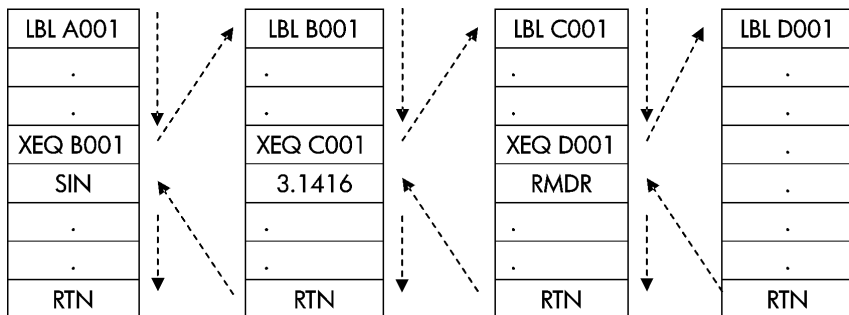 LBL A001 LBL B001 LBL C001 LBL D001
. . . .
. . . .
XEQ B001 XEQ C001 XEQ D001 .
SIN 3.1416 RMDR .
. . . .
. . . .
RTN RTN RTN RTN